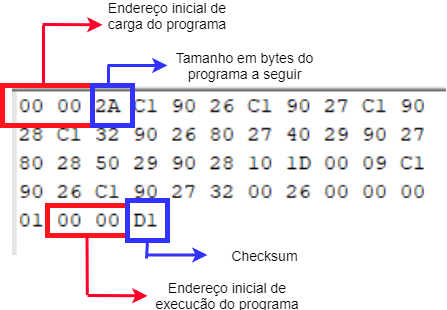 Endereço inicial de
carga do programa
Tamanho em bytes do
programa a seguir
00 00 2A C1 90 26 C1 90 27 C1 90
28 C1 32 90 26 80 27 40 29 90 27
80 28 50 29 90 28 10 1D 00 09 C1
90 26 C1 90 27 32 00 26 00 00 00
01 00 00 D1
Checksum
Endereço inicial de
execução do programa